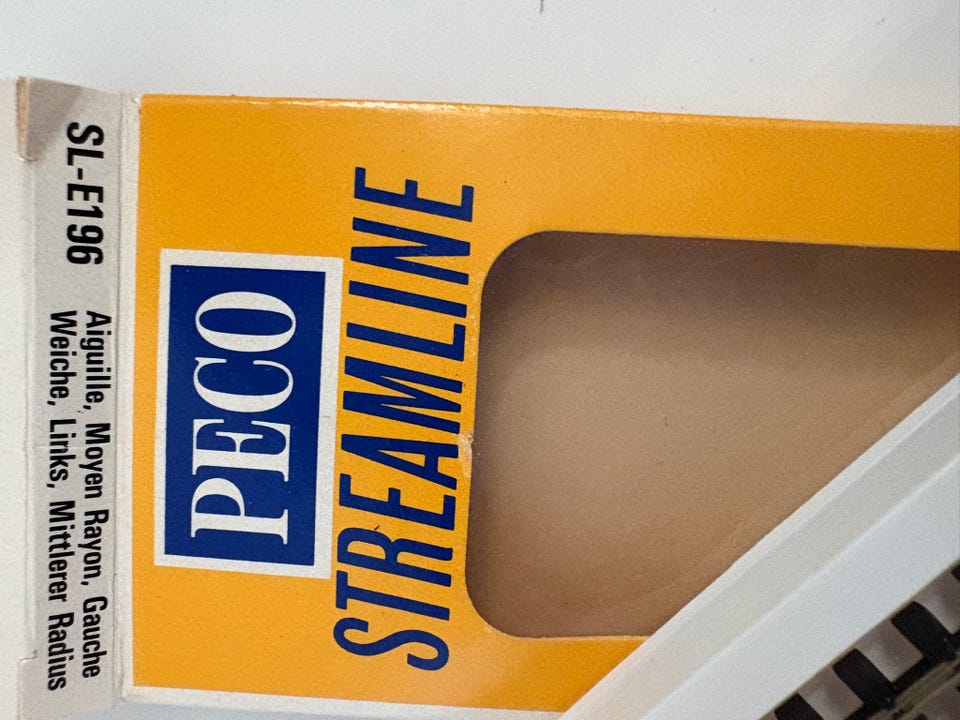 PECO
STREAMLINE
SL-E196
Aiguille, Moyen Rayon, Gauche
Weiche, Links, Mittlerer Radius